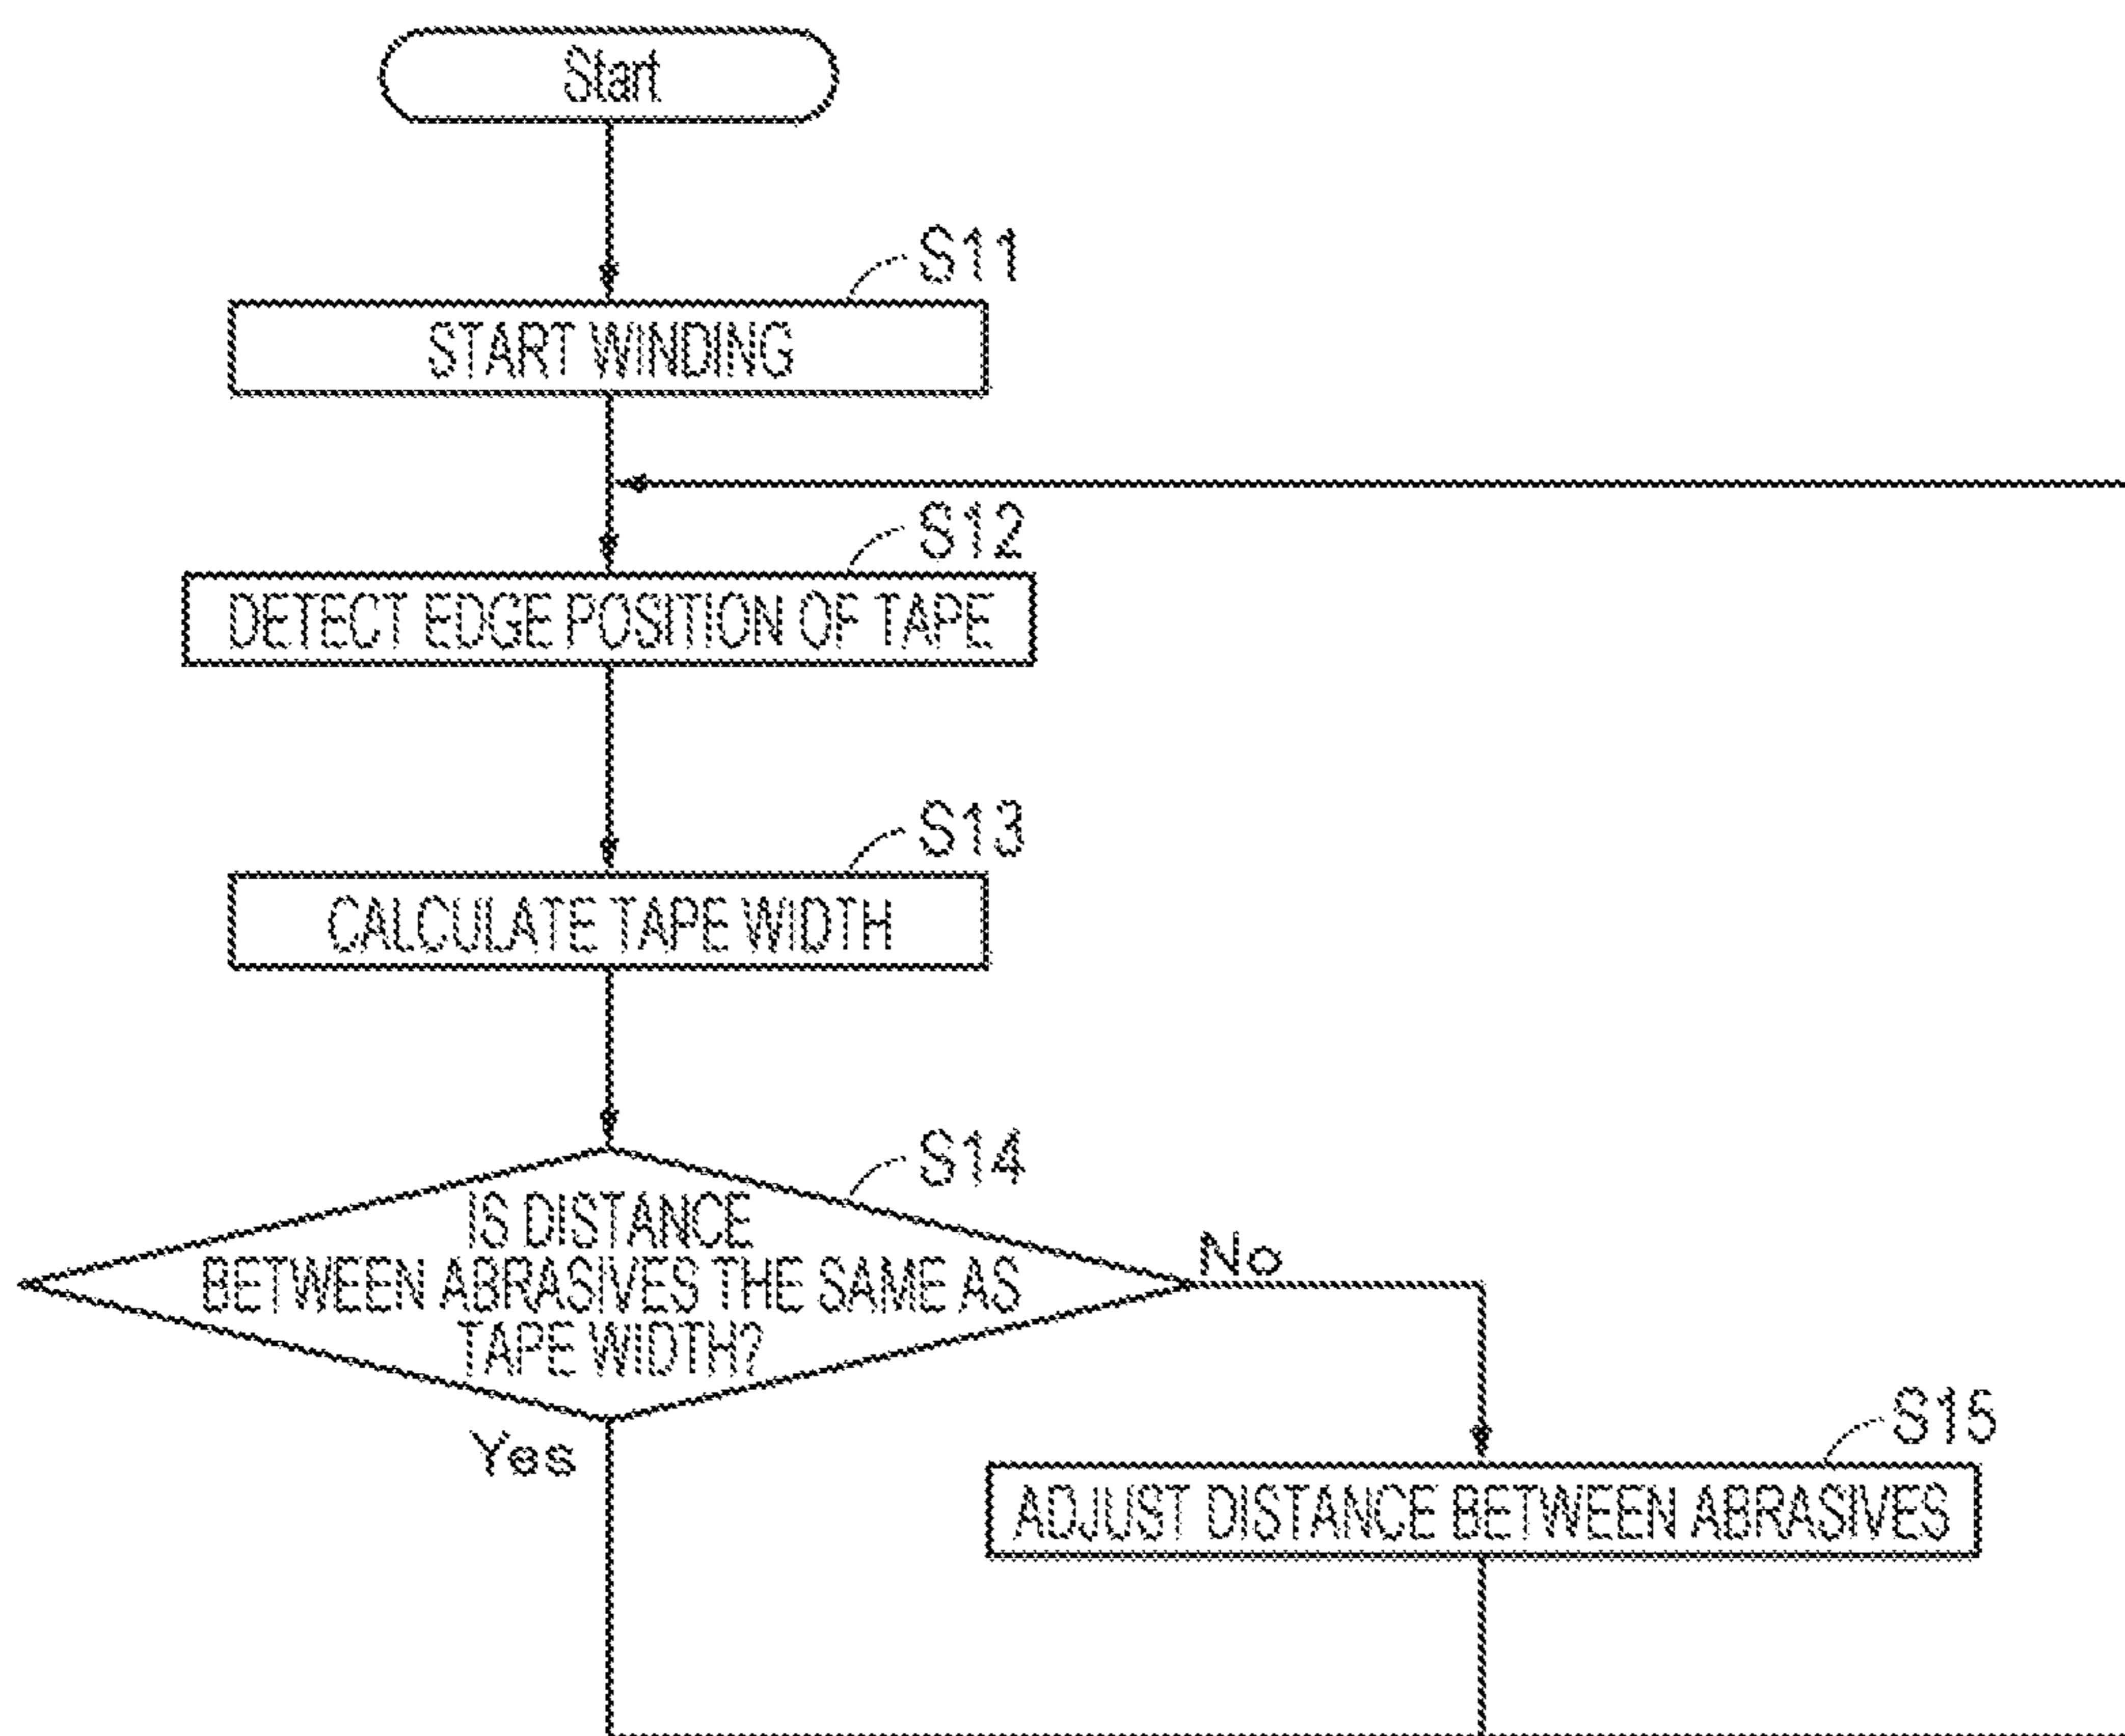 Start
S11
START WINDING
S12
DETECT EDGE POSITION OF TAPE
S13
CALCULATE TAPE WIDTH
S14
IS DISTANCE
BETWEEN ABRASIVES THE SAME AS
TAPE WIDTH?
No
Yes
S15
ADJUST DISTANCE BETWEEN ABRASIVES